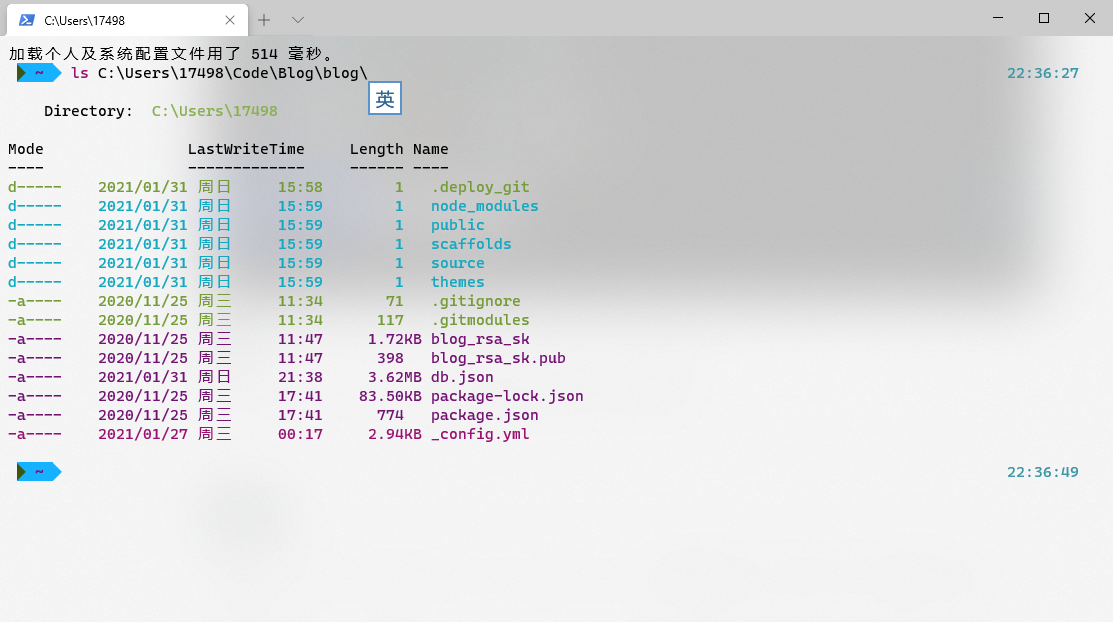 C:\Users\17498
加载个人及系统配置文件用了 514 毫秒。
~ ls C:\Users\17498\Code\Blog\blog\ 22:36:27
英
Directory: C:\Users\17498
Mode LastWriteTime Length Name
---- ------------- ------ ----
d----- 2021/01/31 周日 15:58 1 .deploy_git
d----- 2021/01/31 周日 15:59 1 node_modules
d----- 2021/01/31 周日 15:59 1 public
d----- 2021/01/31 周日 15:59 1 scaffolds
d----- 2021/01/31 周日 15:59 1 source
d----- 2021/01/31 周日 15:59 1 themes
-a---- 2020/11/25 周三 11:34 71 .gitignore
-a---- 2020/11/25 周三 11:34 117 .gitmodules
-a---- 2020/11/25 周三 11:47 1.72KB blog_rsa_sk
-a---- 2020/11/25 周三 11:47 398 blog_rsa_sk.pub
-a---- 2021/01/31 周日 21:38 3.62MB db.json
-a---- 2020/11/25 周三 17:41 83.50KB package-lock.json
-a---- 2020/11/25 周三 17:41 774 package.json
-a---- 2021/01/27 周三 00:17 2.94KB _config.yml
~ 22:36:49